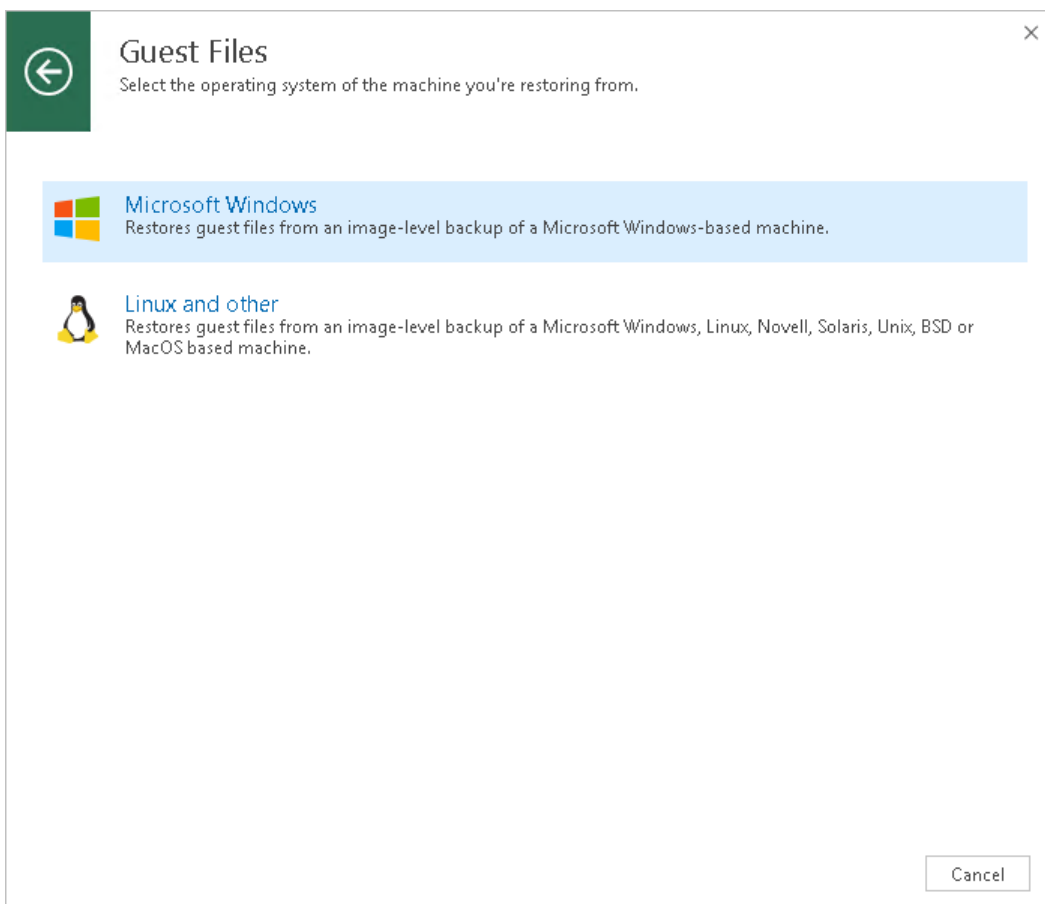 Guest Files
Select the operating system of the machine you're restoring from.
Microsoft Windows
Restores guest files from an image-level backup of a Microsoft Windows-based machine.
Linux and other
Restores guest files from an image-level backup of a Microsoft Windows, Linux, Novell, Solaris, Unix, BSD or
MacOS based machine.
Cancel